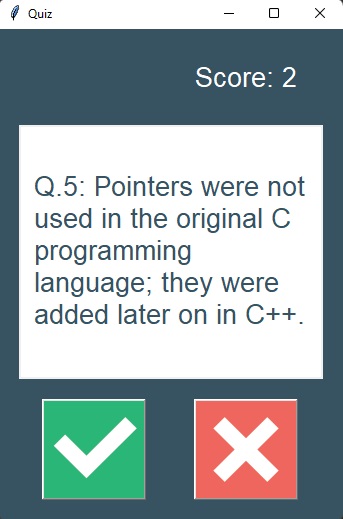 Quiz
Score: 2
Q.5: Pointers were not
used in the original C
programming
language; they were
added later on in C++.